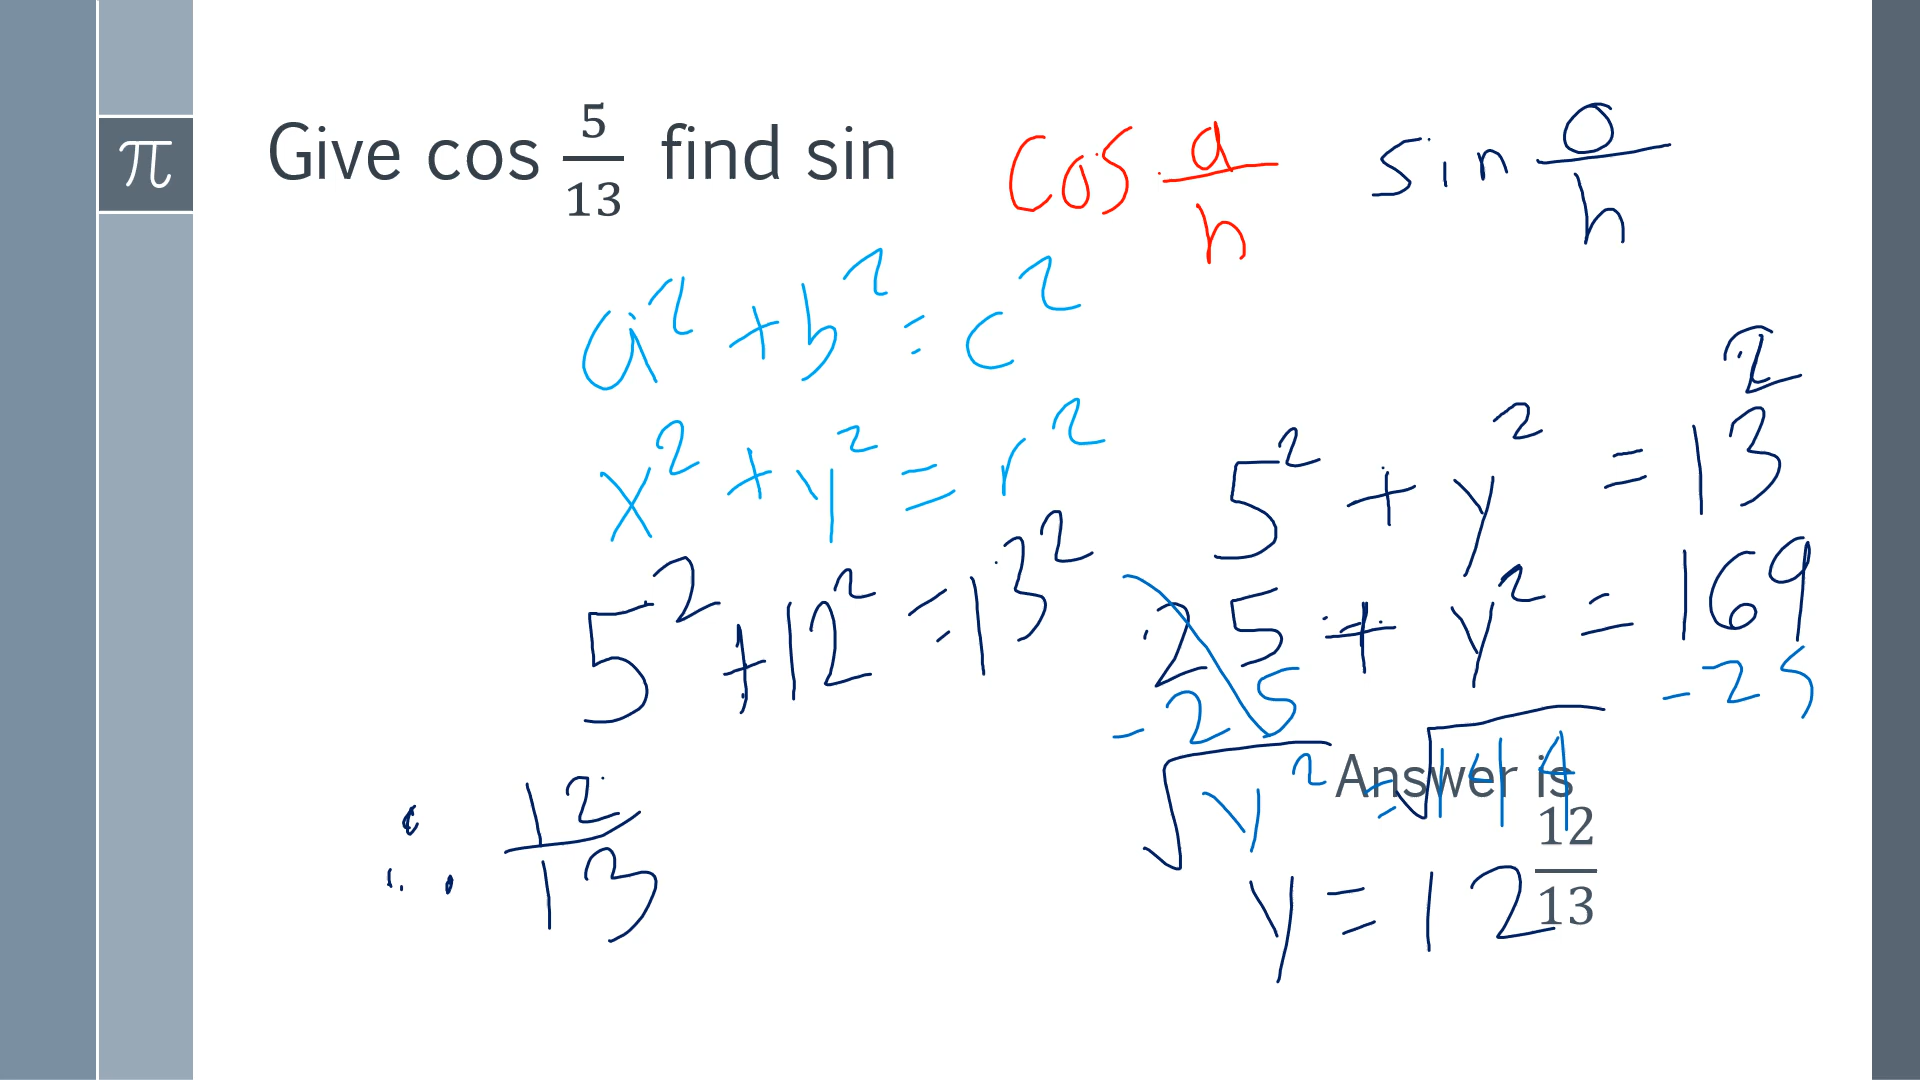 π
Give cos 5/13 find sin
cos a/h
sin o/h
a² + b² = c²
x² + y² = r²
5² + 12² = 13²
∴ 12/13
5² + y² = 13²
25 + y² = 169
-25 -25
√y² = √144
y = 12
Answer is
12/13